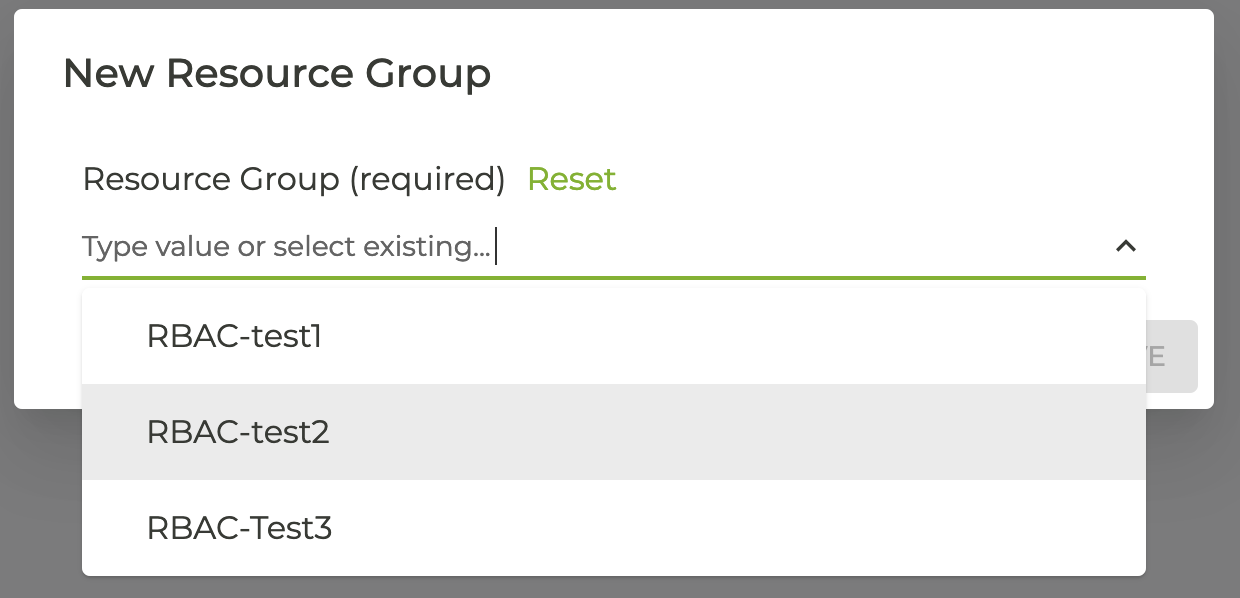 New Resource Group
Resource Group (required) Reset
Type value or select existing...
RBAC-test1
RBAC-test2
RBAC-Test3